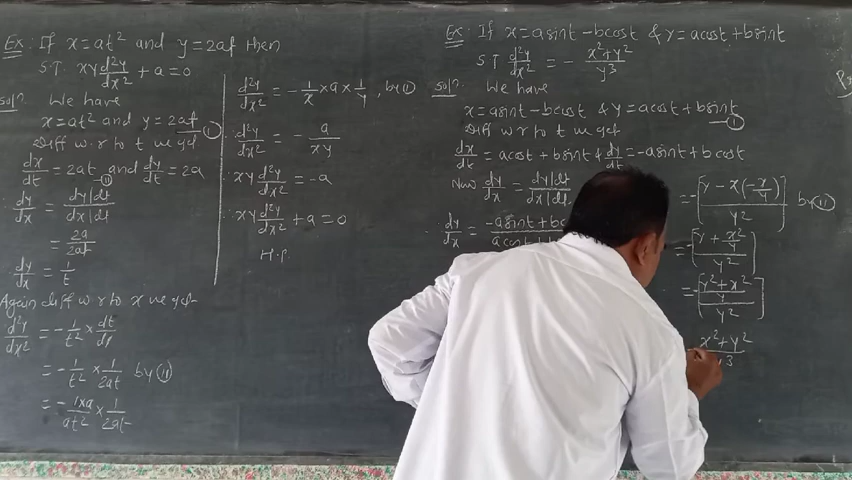 Ex: If x = at² and y = 2at then
S.T. xy d²y/dx² + a = 0
Solⁿ. We have
x = at² and y = 2at —(I)
Diff w.r. to t we get
dx/dt = 2at —(II) and dy/dt = 2a
∴ dy/dx = (dy/dt)/(dx/dt)
= 2a/2at
dy/dx = 1/t
Again diff w.r to x we get
d²y/dx² = -1/t² × dt/dx
= -1/t² × 1/2at by (II)
= - 1×a/at² × 1/2at
d²y/dx² = -1/x × a × 1/y, by (I)
∴ d²y/dx² = - a/xy
∴ xy d²y/dx² = -a
∴ xy d²y/dx² + a = 0
H.P.
Ex: If x = asint - bcost & y = acost + bsint
S.T d²y/dx² = - (x²+y²)/y³
Solⁿ. We have
x = asint - bcost & y = acost + bsint —(I)
Diff w.r to t we get
dx/dt = acost + bsint & dy/dt = -asint + bcost
Now dy/dx = (dy/dt)/(dx/dt)
∴ dy/dx = -asint +
acost +
= -[(y - x(-x/y))/y²] by (II)
= -[(y + x²/y)/y²]
= -[((y²+x²)/y)/y²]
x²+y²/y³